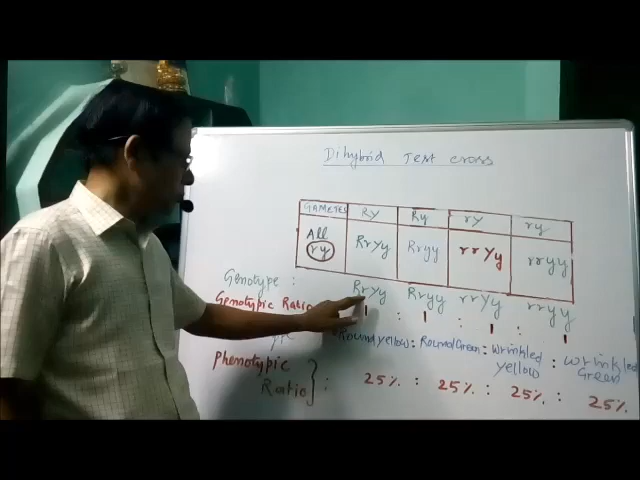 Dihybrid Test cross
GAMETES RY Ry rY ry
All
ry RrYy Rryy rrYy rryy
Genotype : RrYy Rryy rrYy rryy
Genotypic Ratio 1 : 1 : 1 : 1
Round yellow : Round Green : Wrinkled yellow : Wrinkled Green
Phenotypic
Ratio } : 25% : 25% : 25% : 25%